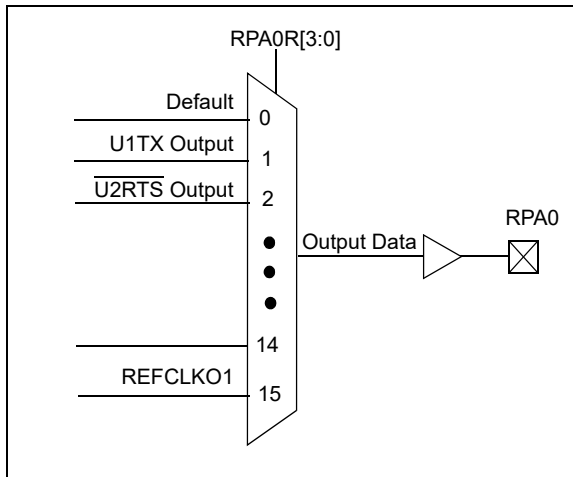 RPA0R[3:0]
Default
0
U1TX Output
1
U2RTS Output
2
Output Data
RPA0
14
REFCLKO1
15